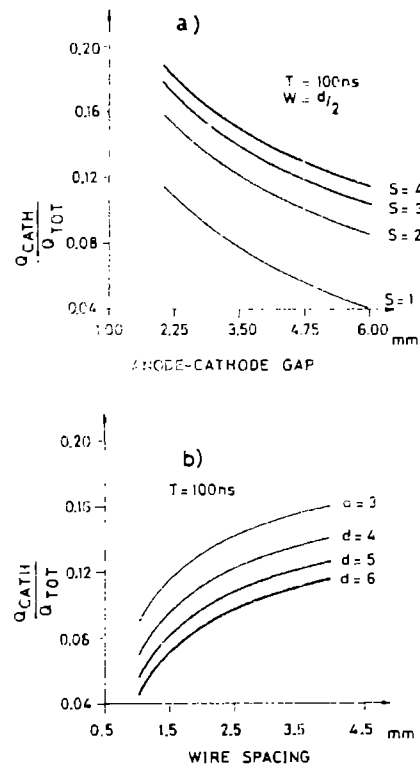 a)
T = 100ns
W = d/2
0,20
0,16
0,12
0.08
0.04
Q CATH
Q TOT
S = 4
S = 3
S = 2
S = 1
1.00
2.25
3.50
4.75
6.00
mm
ANODE-CATHODE GAP
b)
T = 100ns
0,20
0,16
0,12
0,08
0,04
Q CATH
Q TOT
d = 3
d = 4
d = 5
d = 6
0.5
1.5
2.5
3.5
4.5
mm
WIRE SPACING